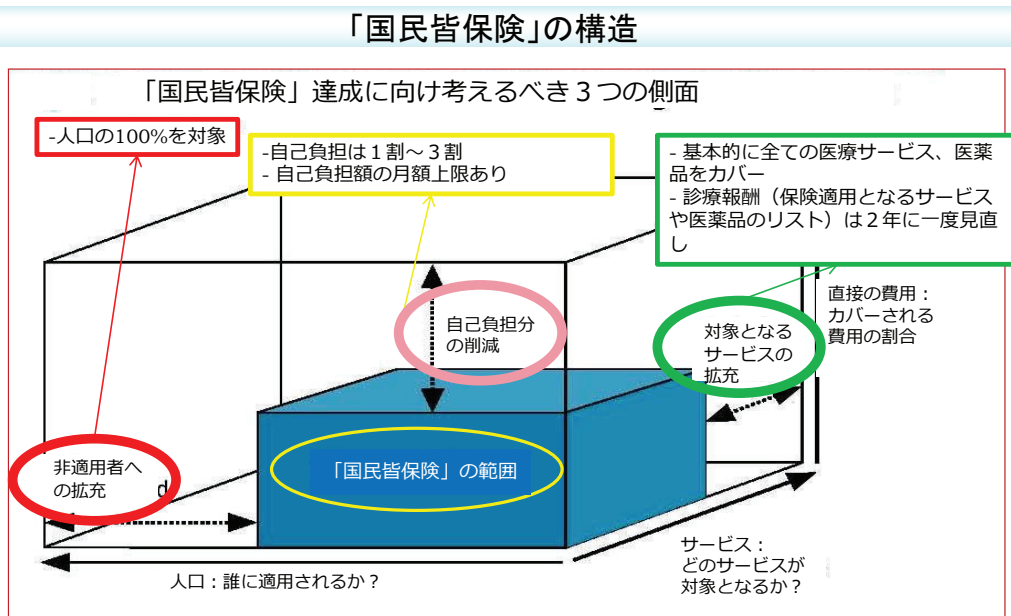 「国民皆保険」の構造
「国民皆保険」達成に向け考えるべき３つの側面
-人口の100%を対象
-自己負担は１割～３割
- 自己負担額の月額上限あり
- 基本的に全ての医療サービス、医薬
品をカバー
- 診療報酬（保険適用となるサービス
や医薬品のリスト）は２年に一度見直
し
直接の費用：
カバーされる
費用の割合
自己負担分
の削減
対象となる
サービスの
拡充
非適用者へ
の拡充
d
「国民皆保険」の範囲
サービス：
どのサービスが
対象となるか？
人口：誰に適用されるか？